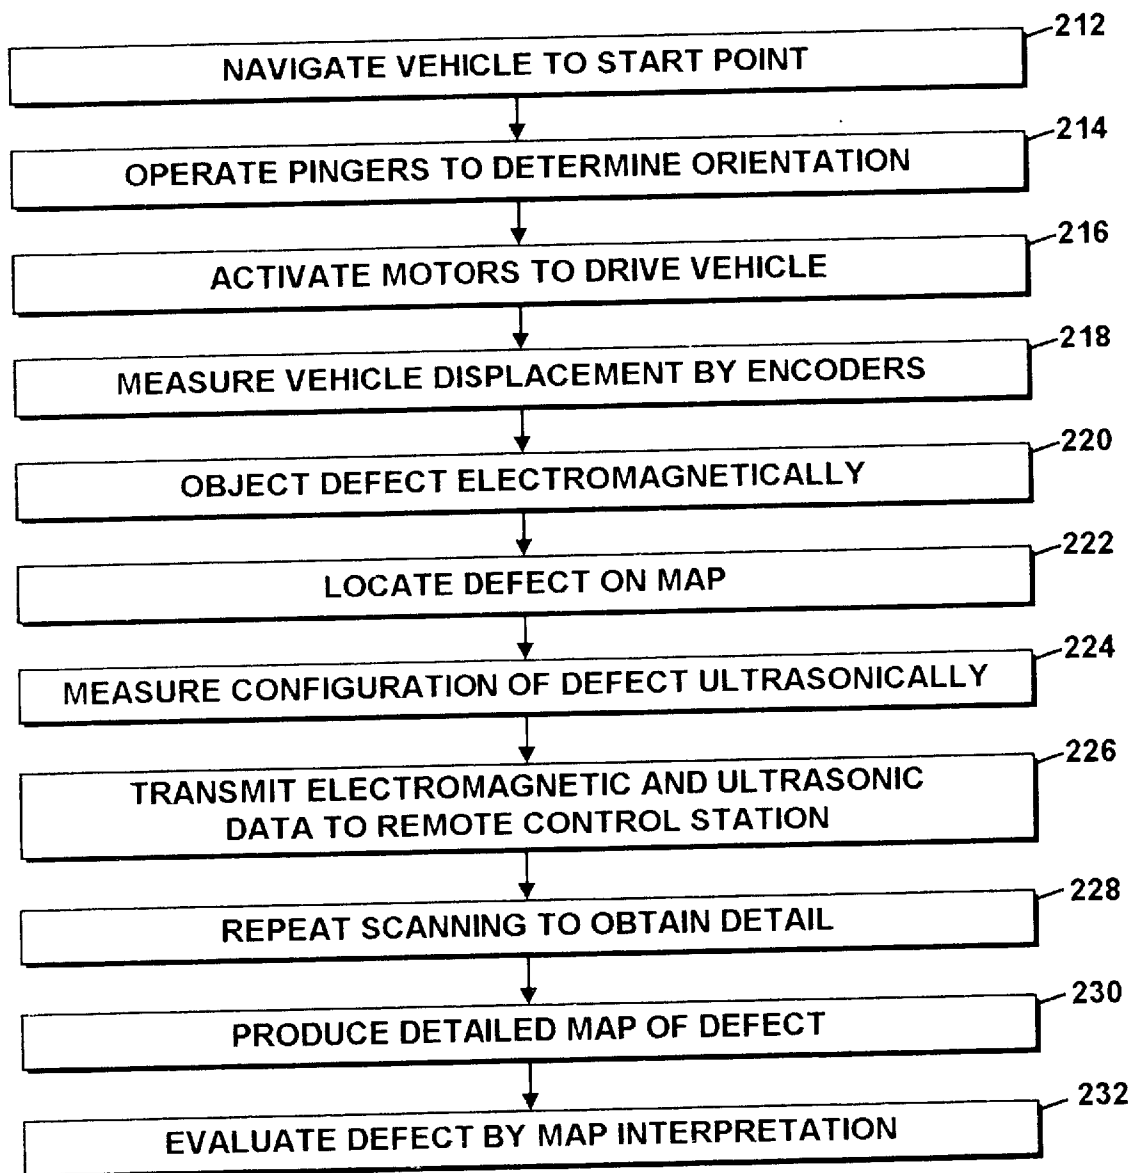 212
NAVIGATE VEHICLE TO START POINT
214
OPERATE PINGERS TO DETERMINE ORIENTATION
216
ACTIVATE MOTORS TO DRIVE VEHICLE
218
MEASURE VEHICLE DISPLACEMENT BY ENCODERS
220
OBJECT DEFECT ELECTROMAGNETICALLY
222
LOCATE DEFECT ON MAP
224
MEASURE CONFIGURATION OF DEFECT ULTRASONICALLY
226
TRANSMIT ELECTROMAGNETIC AND ULTRASONIC
DATA TO REMOTE CONTROL STATION
228
REPEAT SCANNING TO OBTAIN DETAIL
230
PRODUCE DETAILED MAP OF DEFECT
232
EVALUATE DEFECT BY MAP INTERPRETATION